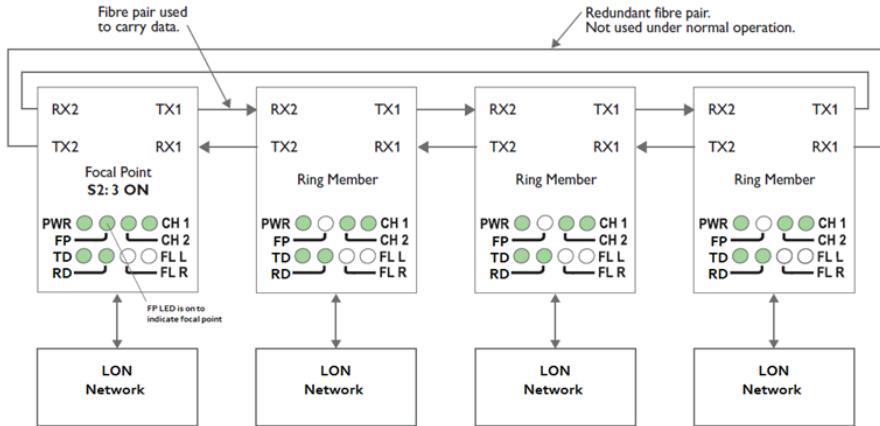 Fibre pair used
to carry data.
Redundant fibre pair.
Not used under normal operation.
RX2 TX1
TX2 RX1
Focal Point
S2: 3 ON
PWR CH 1
FP CH 2
TD FL L
RD FL R
FP LED is on to
indicate focal point
LON
Network
RX2 TX1
TX2 RX1
Ring Member
PWR CH 1
FP CH 2
TD FL L
RD FL R
LON
Network
RX2 TX1
TX2 RX1
Ring Member
PWR CH 1
FP CH 2
TD FL L
RD FL R
LON
Network
RX2 TX1
TX2 RX1
Ring Member
PWR CH 1
FP CH 2
TD FL L
RD FL R
LON
Network